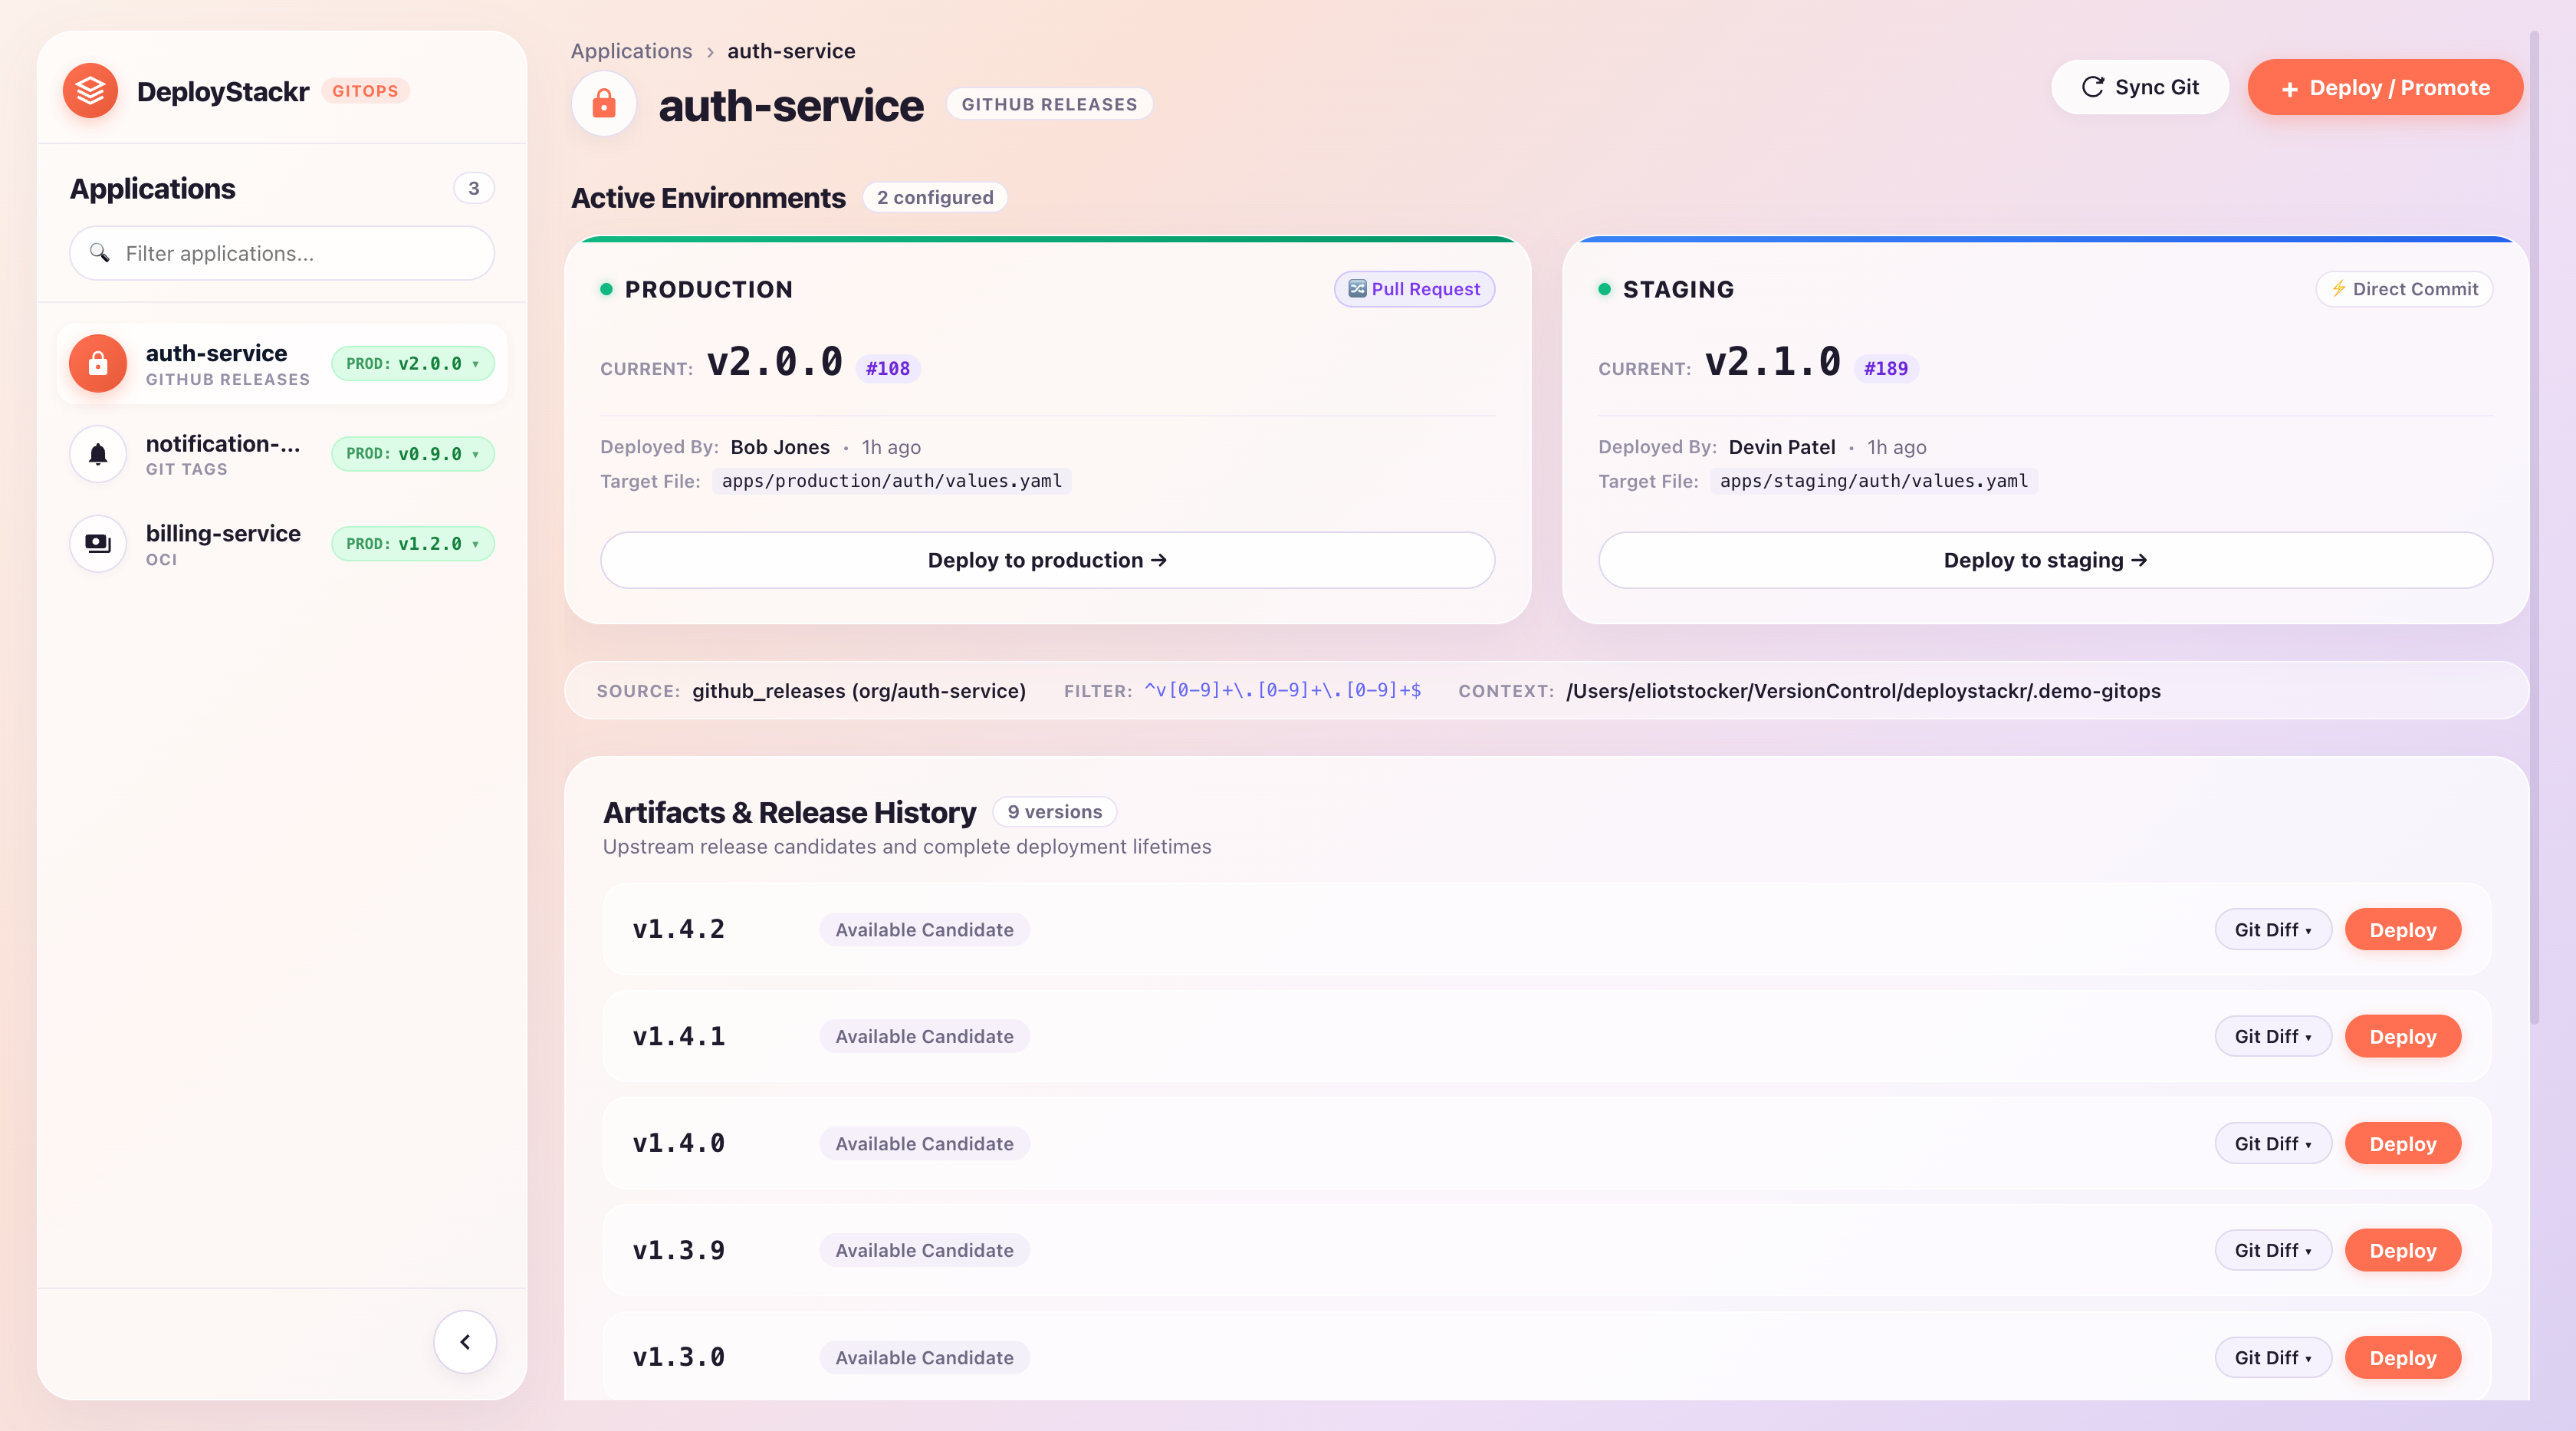 DeployStackr GITOPS
Applications 3
Filter applications...
auth-service
GITHUB RELEASES
PROD: v2.0.0 ▾
notification-...
GIT TAGS
PROD: v0.9.0 ▾
billing-service
OCI
PROD: v1.2.0 ▾
Applications › auth-service
auth-service GITHUB RELEASES
Sync Git
+ Deploy / Promote
Active Environments 2 configured
PRODUCTION
Pull Request
CURRENT: v2.0.0 #108
Deployed By: Bob Jones • 1h ago
Target File: apps/production/auth/values.yaml
Deploy to production →
STAGING
⚡ Direct Commit
CURRENT: v2.1.0 #189
Deployed By: Devin Patel • 1h ago
Target File: apps/staging/auth/values.yaml
Deploy to staging →
SOURCE: github_releases (org/auth-service) FILTER: ^v[0-9]+\.[0-9]+\.[0-9]+$ CONTEXT: /Users/eliotstocker/VersionControl/deploystackr/.demo-gitops
Artifacts & Release History 9 versions
Upstream release candidates and complete deployment lifetimes
v1.4.2 Available Candidate Git Diff ▾ Deploy
v1.4.1 Available Candidate Git Diff ▾ Deploy
v1.4.0 Available Candidate Git Diff ▾ Deploy
v1.3.9 Available Candidate Git Diff ▾ Deploy
v1.3.0 Available Candidate Git Diff ▾ Deploy